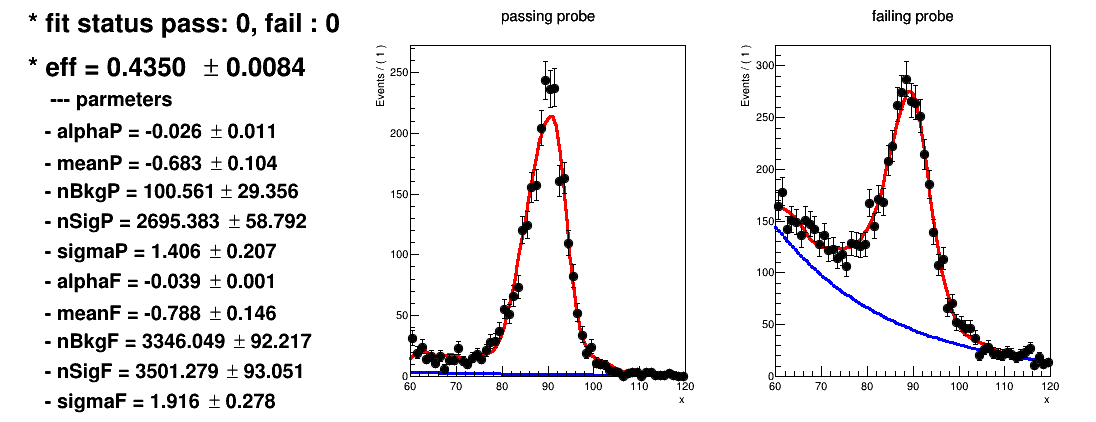 * fit status pass: 0, fail : 0
* eff = 0.4350 ± 0.0084
--- parmeters
- alphaP = -0.026 ± 0.011
- meanP = -0.683 ± 0.104
- nBkgP = 100.561 ± 29.356
- nSigP = 2695.383 ± 58.792
- sigmaP = 1.406 ± 0.207
- alphaF = -0.039 ± 0.001
- meanF = -0.788 ± 0.146
- nBkgF = 3346.049 ± 92.217
- nSigF = 3501.279 ± 93.051
- sigmaF = 1.916 ± 0.278
passing probe
Events / ( 1 )
250
200
150
100
50
0
60 70 80 90 100 110 120
x
failing probe
Events / ( 1 )
300
250
200
150
100
50
0
60 70 80 90 100 110 120
x